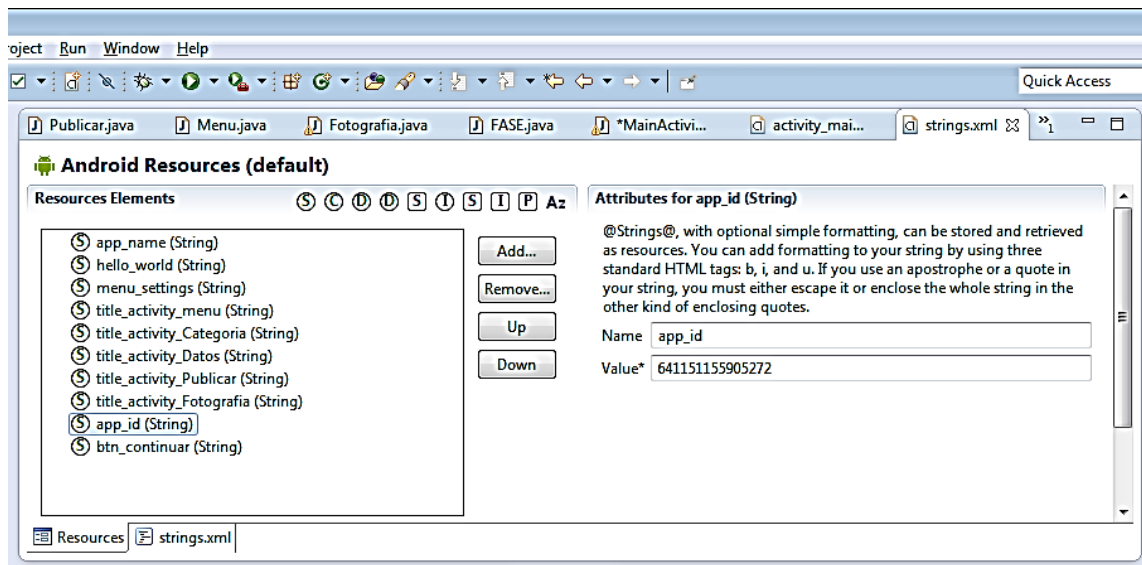 roject Run Window Help
Quick Access
Publicar.java Menu.java Fotografia.java FASE.java *MainActivi... activity_mai... strings.xml »1
Android Resources (default)
Resources Elements S C D D S T S I P Az
app_name (String)
hello_world (String)
menu_settings (String)
title_activity_menu (String)
title_activity_Categoria (String)
title_activity_Datos (String)
title_activity_Publicar (String)
title_activity_Fotografia (String)
app_id (String)
btn_continuar (String)
Add...
Remove...
Up
Down
Attributes for app_id (String)
@Strings@, with optional simple formatting, can be stored and retrieved
as resources. You can add formatting to your string by using three
standard HTML tags: b, i, and u. If you use an apostrophe or a quote in
your string, you must either escape it or enclose the whole string in the
other kind of enclosing quotes.
Name app_id
Value* 641151155905272
Resources strings.xml